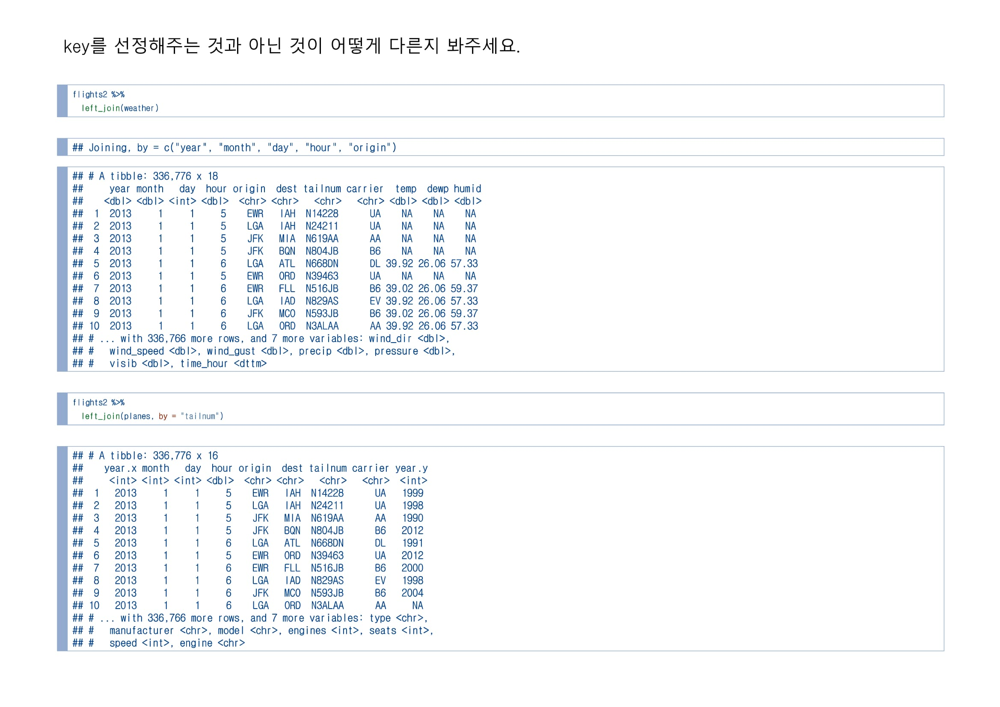 key를 선정해주는 것과 아닌 것이 어떻게 다른지 봐주세요.
flights2 %>%
  left_join(weather)
## Joining, by = c("year", "month", "day", "hour", "origin")
## # A tibble: 336,776 x 18
##     year month   day  hour origin  dest tailnum carrier  temp  dewp humid
##    <dbl> <dbl> <int> <dbl>  <chr> <chr>   <chr>   <chr> <dbl> <dbl> <dbl>
##  1  2013     1     1     5    EWR   IAH  N14228      UA    NA    NA    NA
##  2  2013     1     1     5    LGA   IAH  N24211      UA    NA    NA    NA
##  3  2013     1     1     5    JFK   MIA  N619AA      AA    NA    NA    NA
##  4  2013     1     1     5    JFK   BQN  N804JB      B6    NA    NA    NA
##  5  2013     1     1     6    LGA   ATL  N668DN      DL 39.92 26.06 57.33
##  6  2013     1     1     5    EWR   ORD  N39463      UA    NA    NA    NA
##  7  2013     1     1     6    EWR   FLL  N516JB      B6 39.02 26.06 59.37
##  8  2013     1     1     6    LGA   IAD  N829AS      EV 39.92 26.06 57.33
##  9  2013     1     1     6    JFK   MCO  N593JB      B6 39.02 26.06 59.37
## 10  2013     1     1     6    LGA   ORD  N3ALAA      AA 39.92 26.06 57.33
## # ... with 336,766 more rows, and 7 more variables: wind_dir <dbl>,
## #   wind_speed <dbl>, wind_gust <dbl>, precip <dbl>, pressure <dbl>,
## #   visib <dbl>, time_hour <dttm>
flights2 %>%
  left_join(planes, by = "tailnum")
## # A tibble: 336,776 x 16
##    year.x month   day  hour origin  dest tailnum carrier year.y
##     <int> <int> <int> <dbl>  <chr> <chr>   <chr>   <chr>  <int>
##  1   2013     1     1     5    EWR   IAH  N14228      UA   1999
##  2   2013     1     1     5    LGA   IAH  N24211      UA   1998
##  3   2013     1     1     5    JFK   MIA  N619AA      AA   1990
##  4   2013     1     1     5    JFK   BQN  N804JB      B6   2012
##  5   2013     1     1     6    LGA   ATL  N668DN      DL   1991
##  6   2013     1     1     5    EWR   ORD  N39463      UA   2012
##  7   2013     1     1     6    EWR   FLL  N516JB      B6   2000
##  8   2013     1     1     6    LGA   IAD  N829AS      EV   1998
##  9   2013     1     1     6    JFK   MCO  N593JB      B6   2004
## 10   2013     1     1     6    LGA   ORD  N3ALAA      AA     NA
## # ... with 336,766 more rows, and 7 more variables: type <chr>,
## #   manufacturer <chr>, model <chr>, engines <int>, seats <int>,
## #   speed <int>, engine <chr>